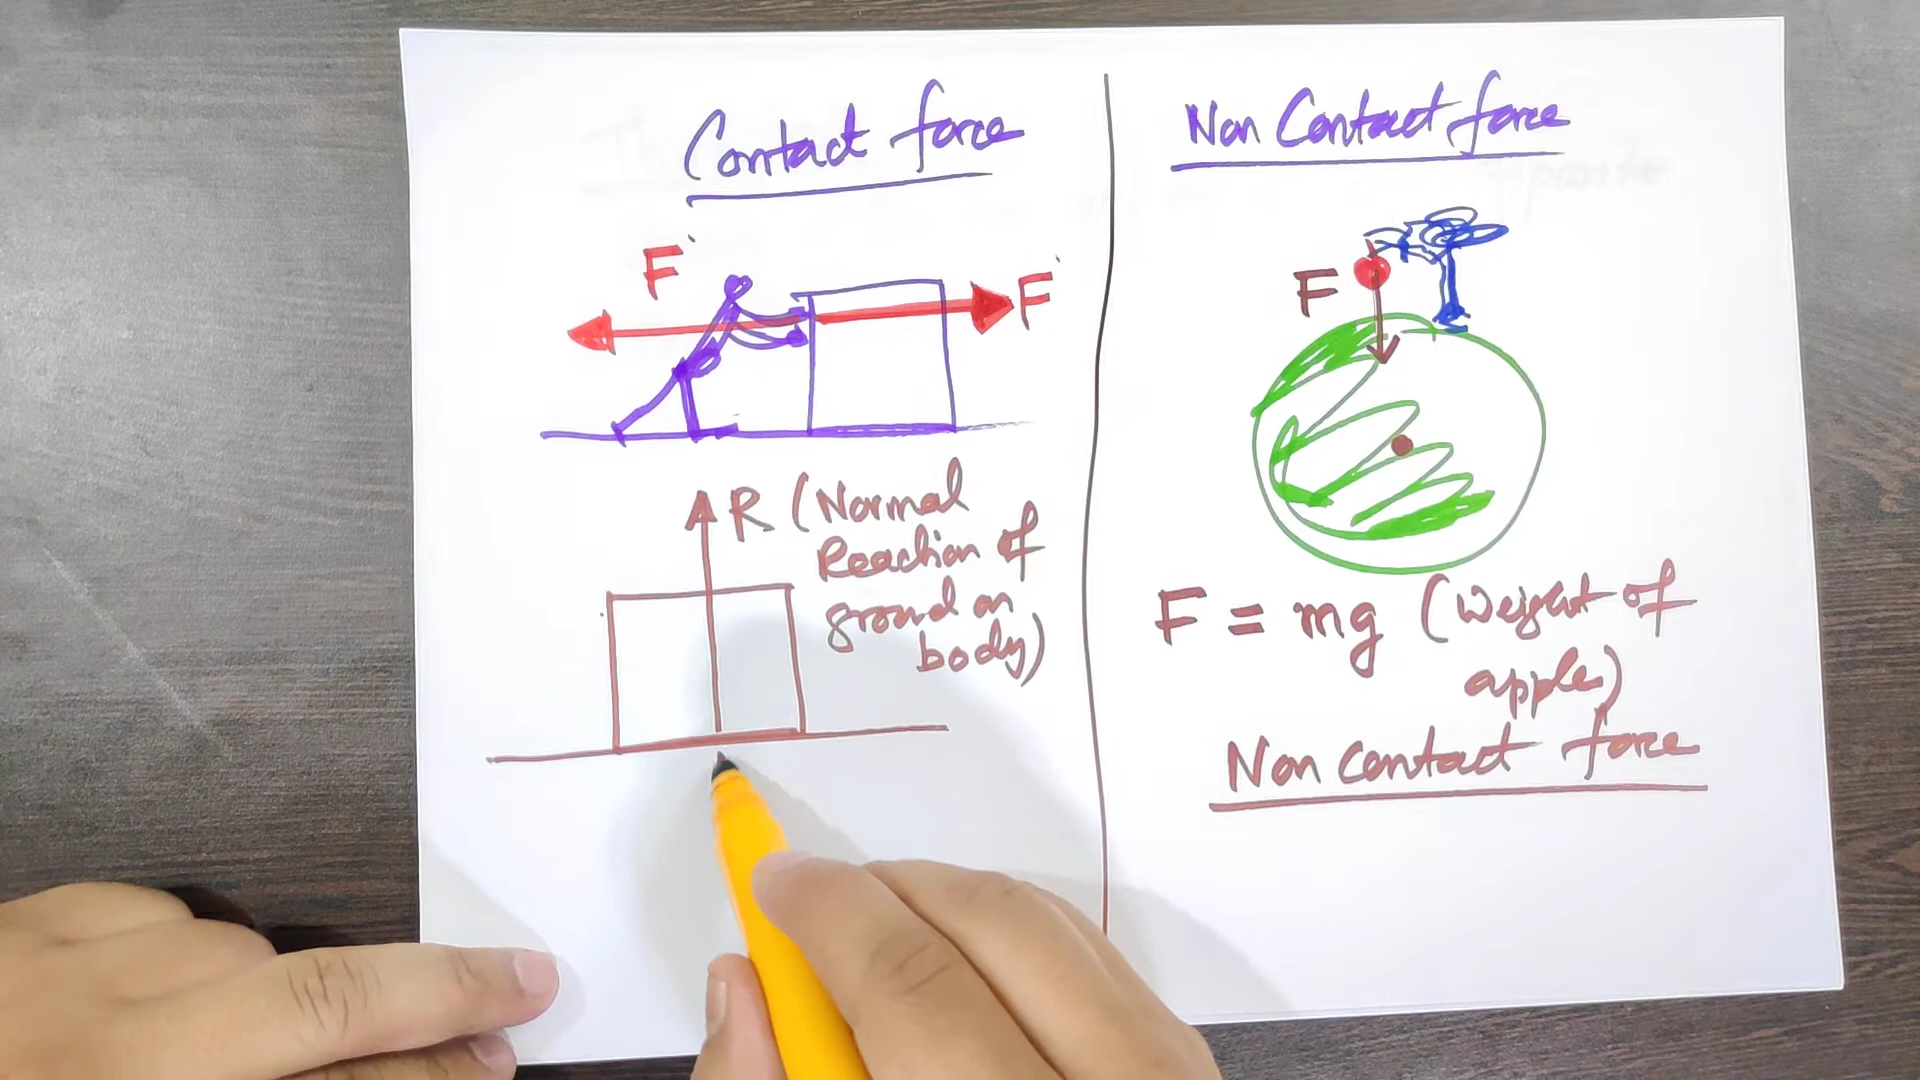 Contact force
F
F
R (Normal
Reaction of
ground on
body)
Non Contact force
F
F = mg (Weight of
apple)
Non contact force